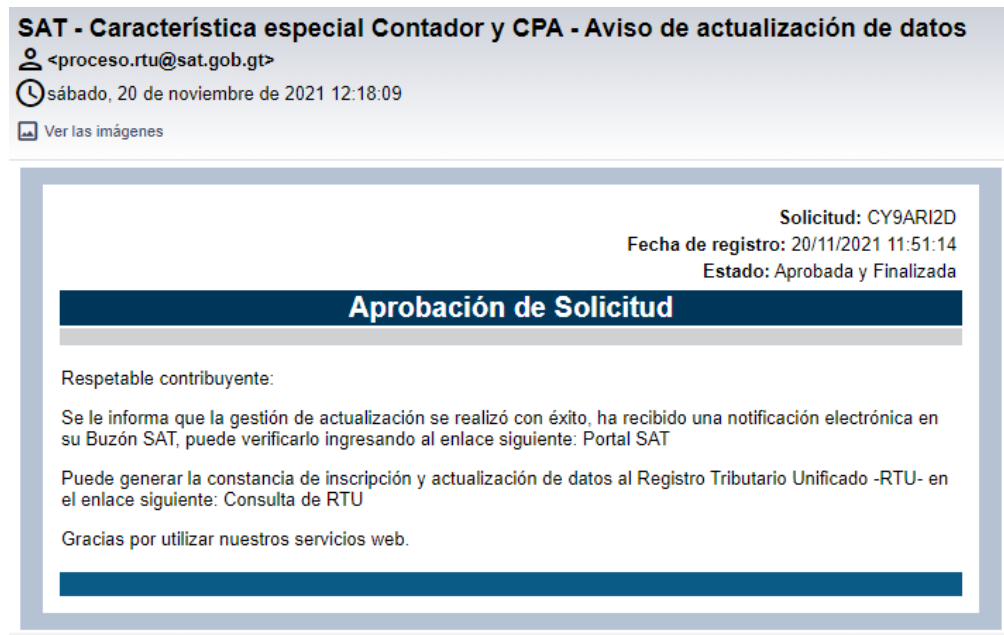 SAT - Característica especial Contador y CPA - Aviso de actualización de datos
<proceso.rtu@sat.gob.gt>
sábado, 20 de noviembre de 2021 12:18:09
Ver las imágenes
Solicitud: CY9ARI2D
Fecha de registro: 20/11/2021 11:51:14
Estado: Aprobada y Finalizada
Aprobación de Solicitud
Respetable contribuyente:
Se le informa que la gestión de actualización se realizó con éxito, ha recibido una notificación electrónica en
su Buzón SAT, puede verificarlo ingresando al enlace siguiente: Portal SAT
Puede generar la constancia de inscripción y actualización de datos al Registro Tributario Unificado -RTU- en
el enlace siguiente: Consulta de RTU
Gracias por utilizar nuestros servicios web.